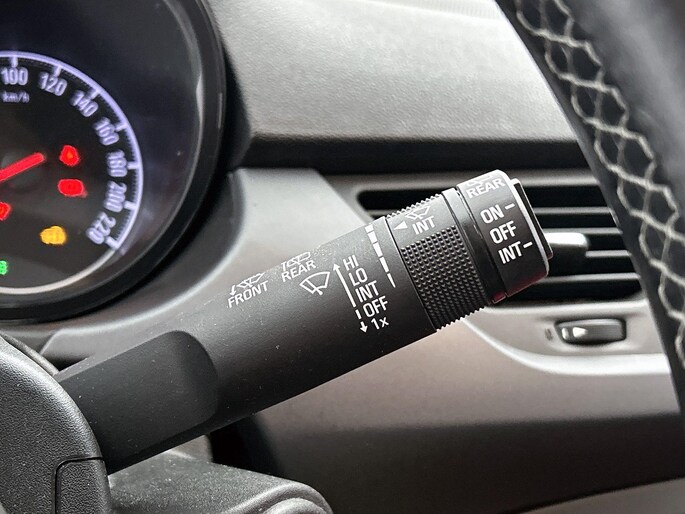 100
120
140
160
180
200
220
km/h
FRONT
REAR
HI
LO
INT
OFF
1x
INT
REAR
ON
OFF
INT